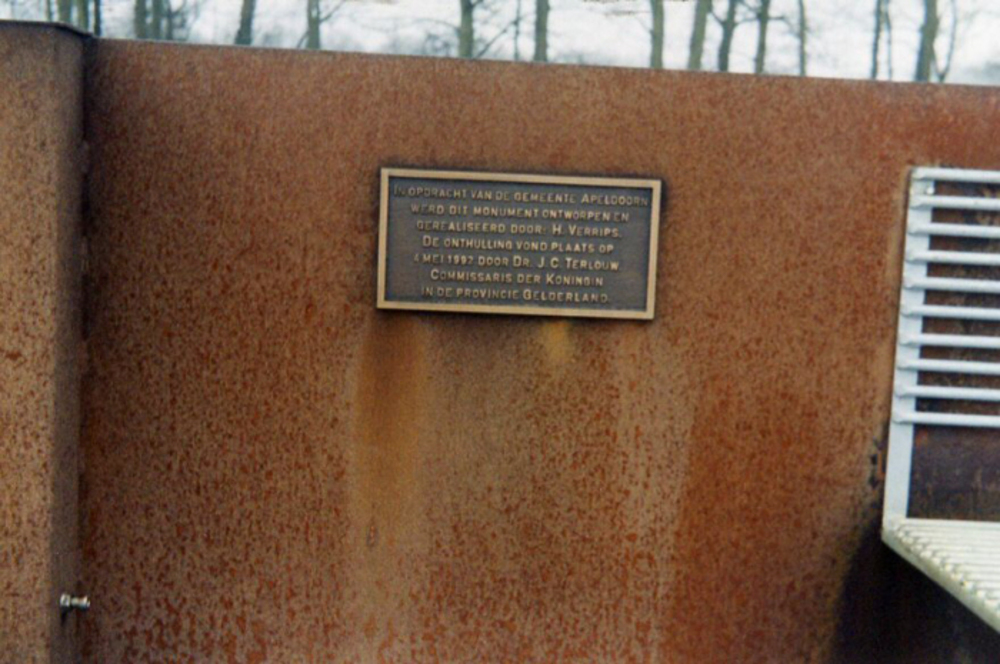 IN OPDRACHT VAN DE GEMEENTE APELDOORN
WERD DIT MONUMENT ONTWORPEN EN
GEREALISEERD DOOR: H. VERRIPS.
DE ONTHULLING VOND PLAATS OP
4 MEI 1992 DOOR DR. J.C. TERLOUW
COMMISSARIS DER KONINGIN
IN DE PROVINCIE GELDERLAND.